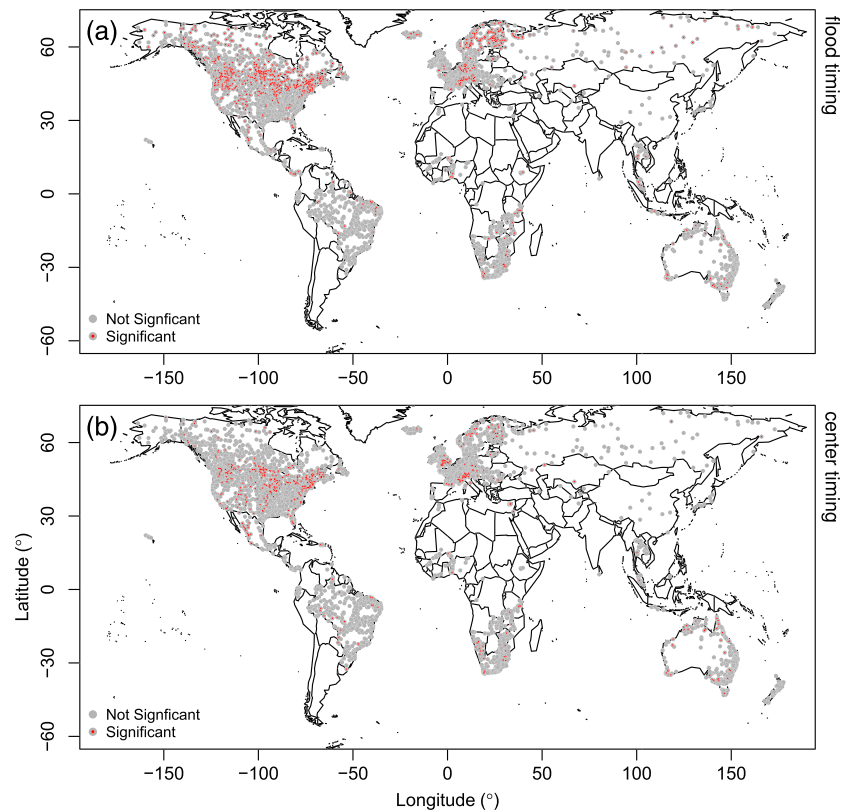 (a)
flood timing
60
30
0
−30
−60
Not Signficant
Significant
−150 −100 −50 0 50 100 150
(b)
center timing
Latitude (°)
60
30
0
−30
−60
Not Signficant
Significant
−150 −100 −50 0 50 100 150
Longitude (°)